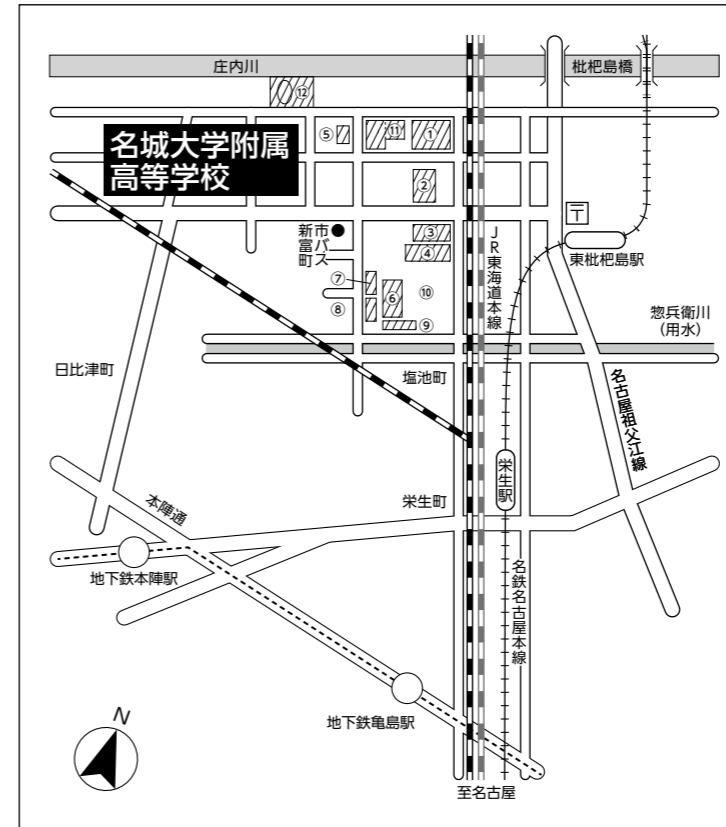 庄内川
枇杷島橋
⑫
⑤
⑪
①
名城大学附属
高等学校
②
〒
市バス
新富町
③
④
JR東海道本線
東枇杷島駅
⑦
⑥
⑩
⑧
⑨
惣兵衛川
(用水)
日比津町
塩池町
名古屋祖父江線
栄生駅
本陣通
栄生町
地下鉄本陣駅
名鉄名古屋本線
地下鉄亀島駅
N
至名古屋